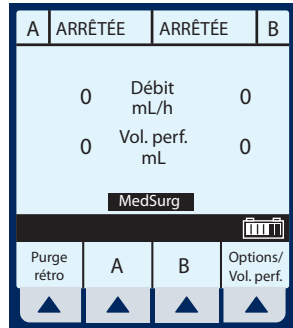 A ARRÊTÉE ARRÊTÉE B
0 Débit 0
mL/h
0 Vol. perf. 0
mL
MedSurg
Purge rétro A B Options/ Vol. perf.